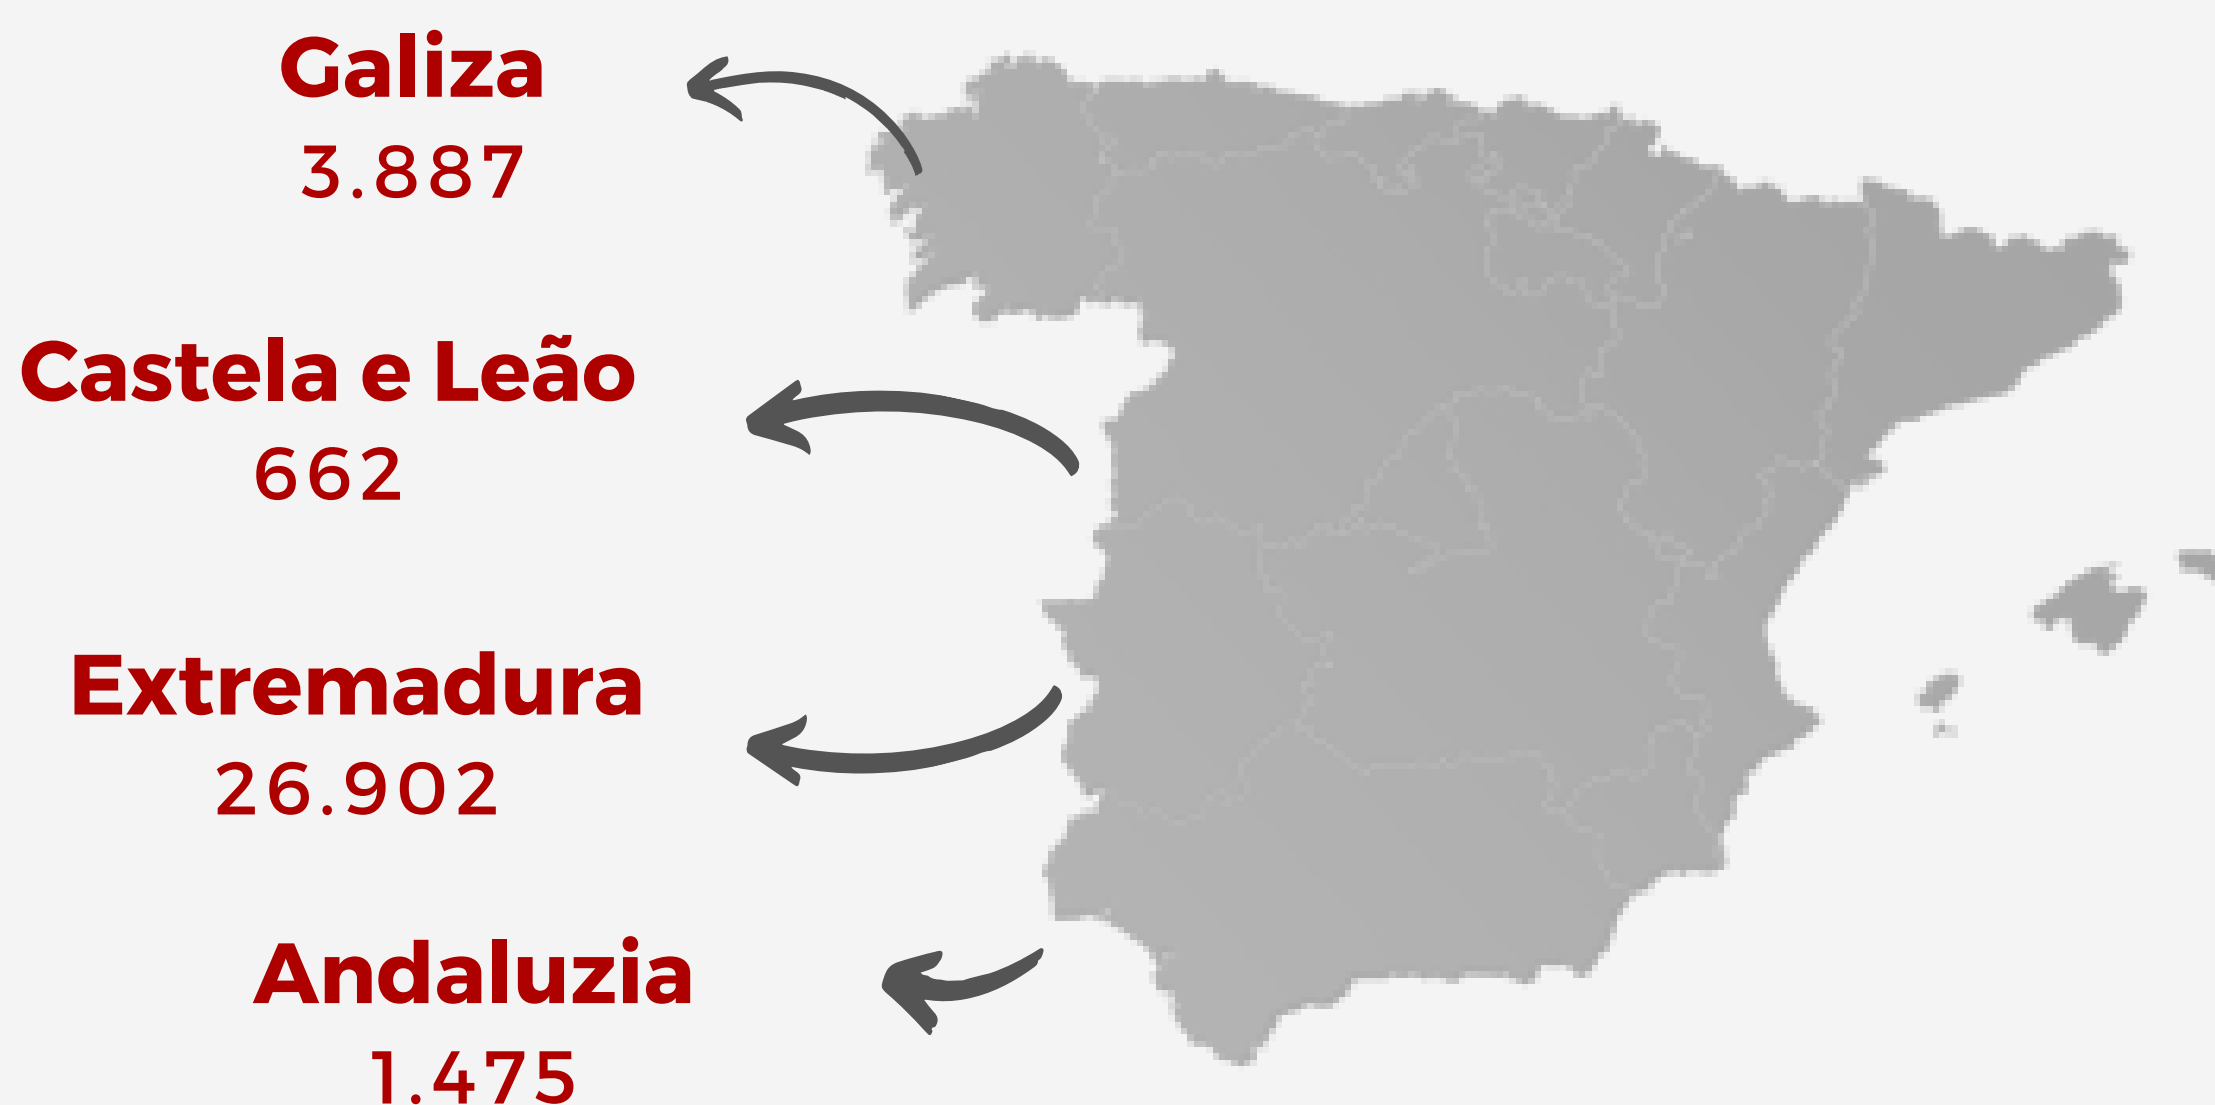 Galiza
3.887
Castela e Leão
662
Extremadura
26.902
Andaluzia
1.475